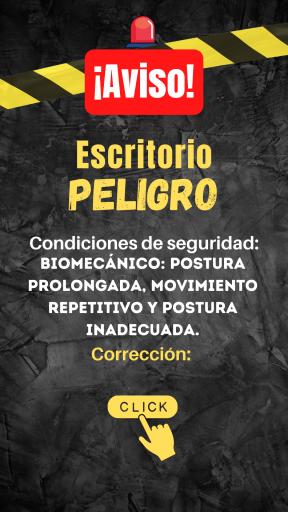 ¡Aviso!
Escritorio
PELIGRO
Condiciones de seguridad:
BIOMECÁNICO: POSTURA
PROLONGADA, MOVIMIENTO
REPETITIVO Y POSTURA
INADECUADA.
Corrección:
CLICK